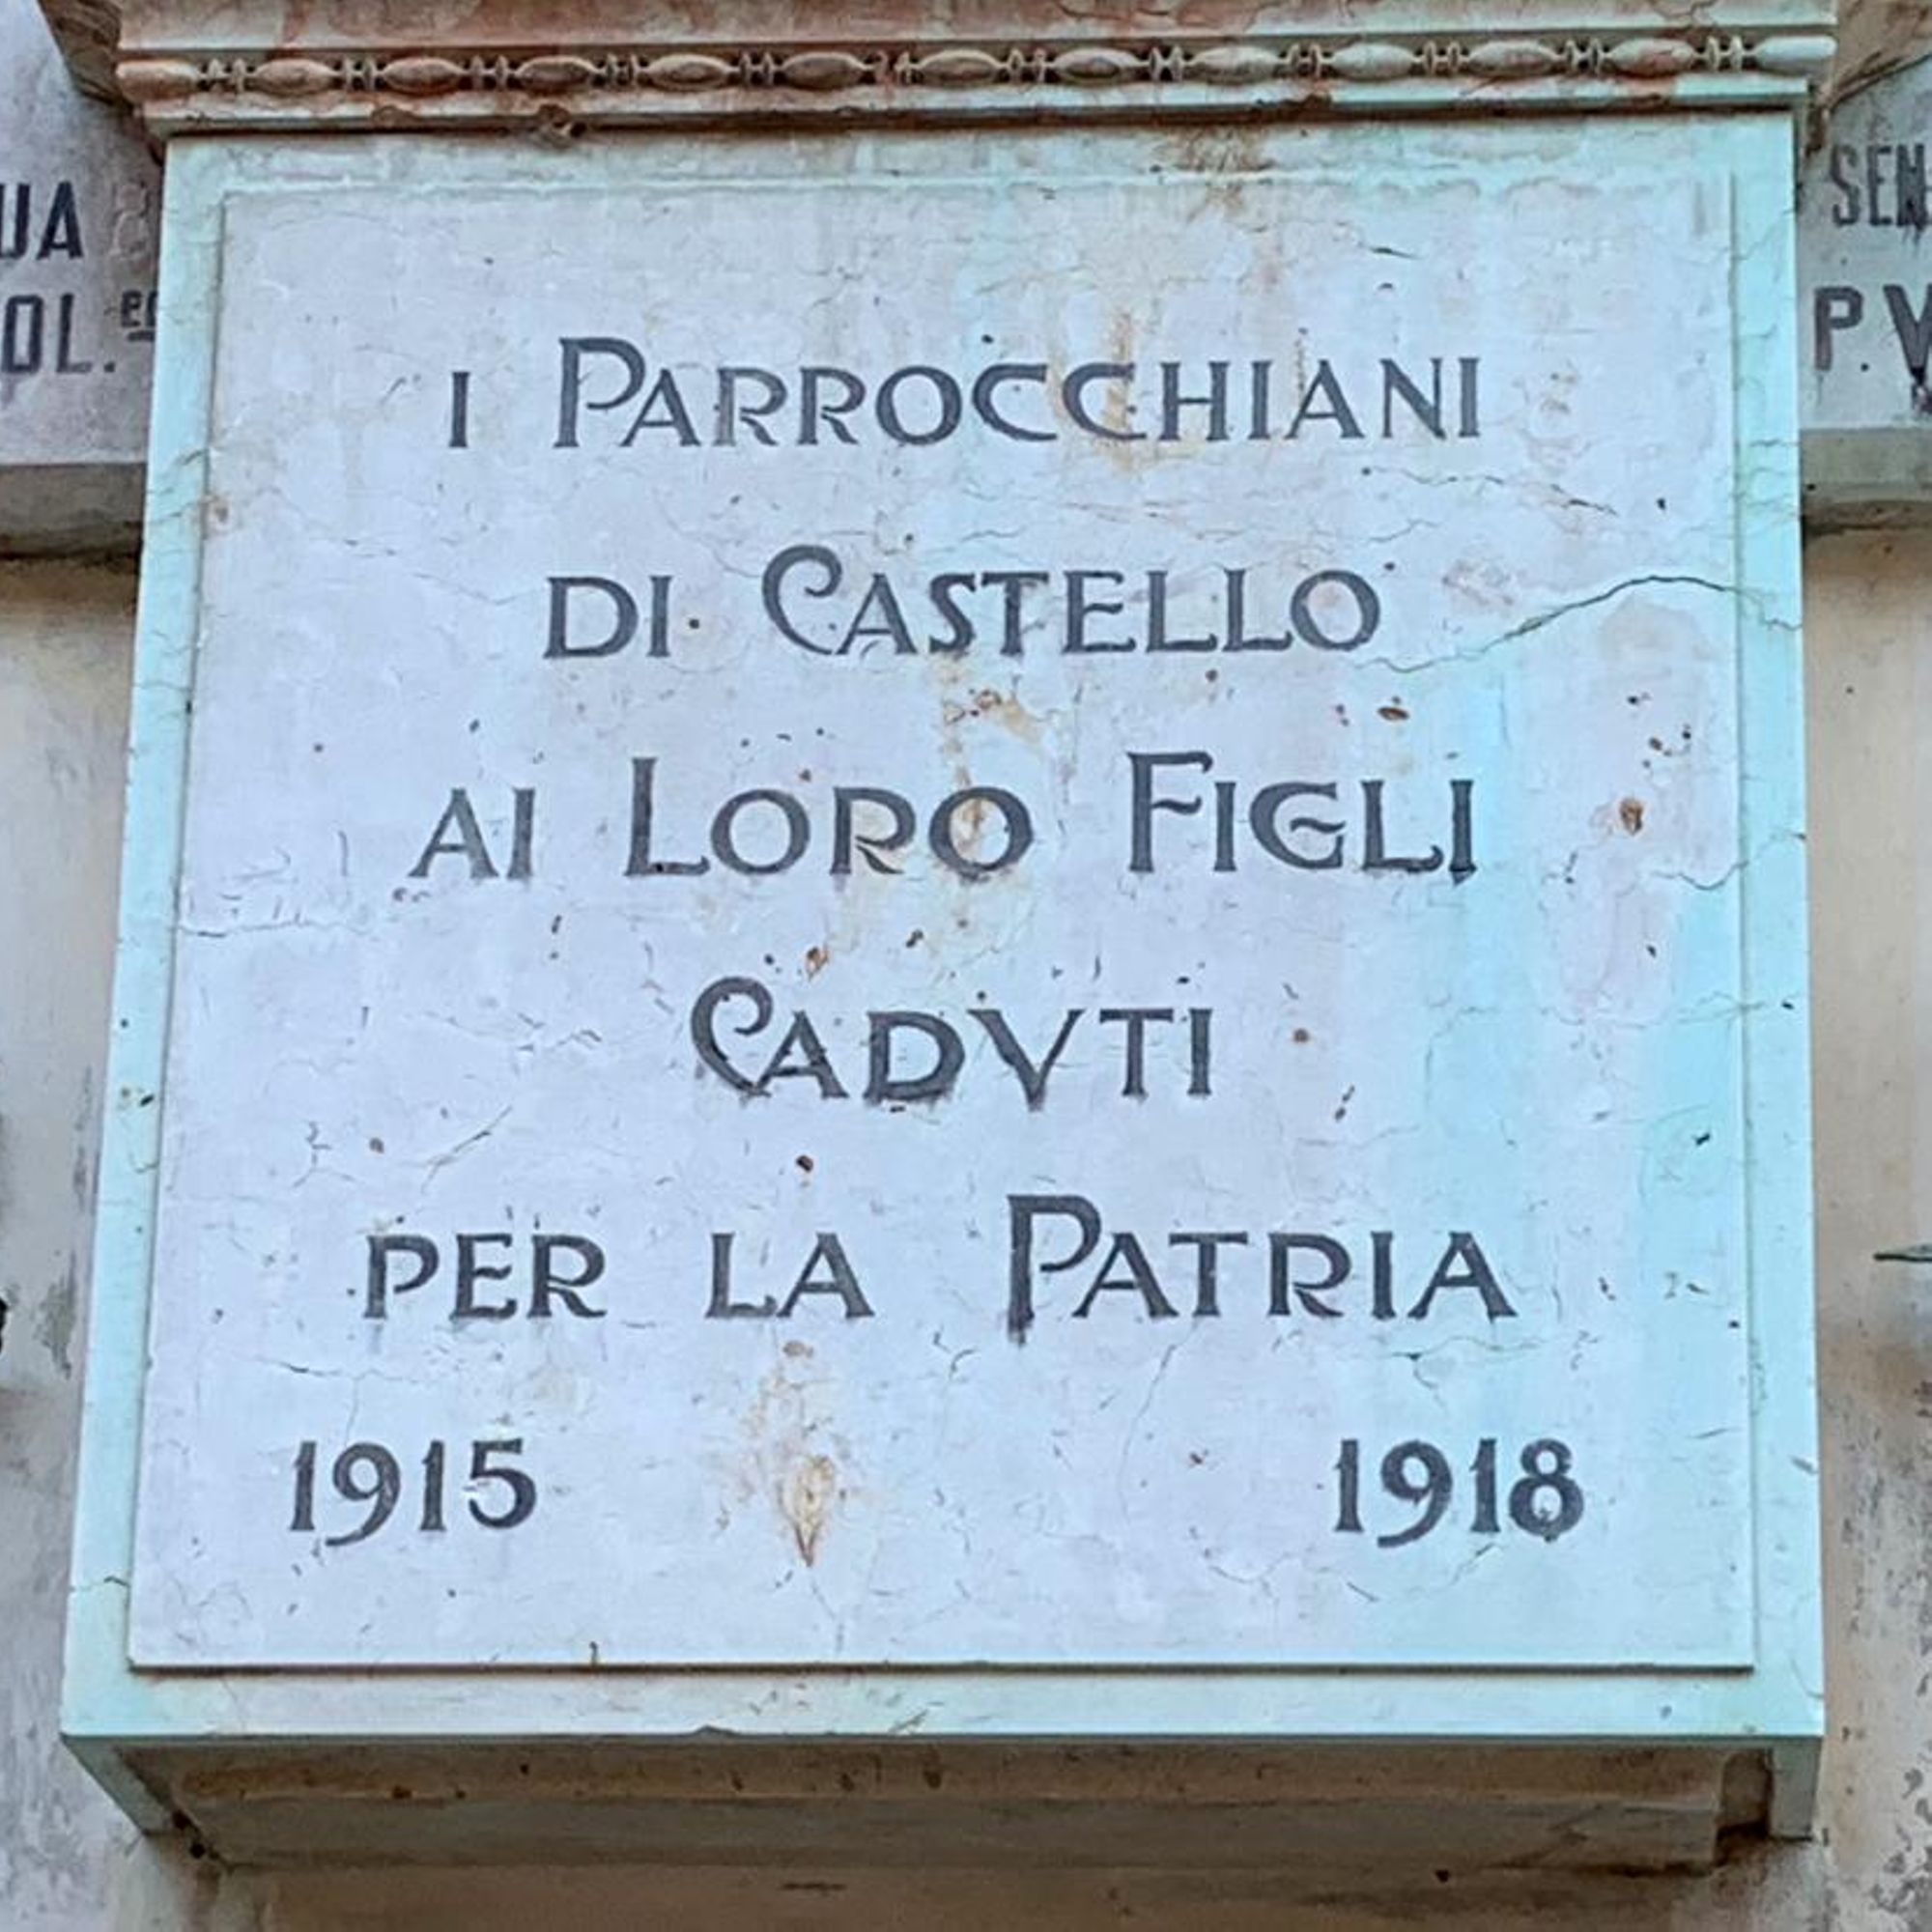 I PARROCCHIANI
DI CASTELLO
AI LORO FIGLI
CADVTI
PER LA PATRIA
1915 1918